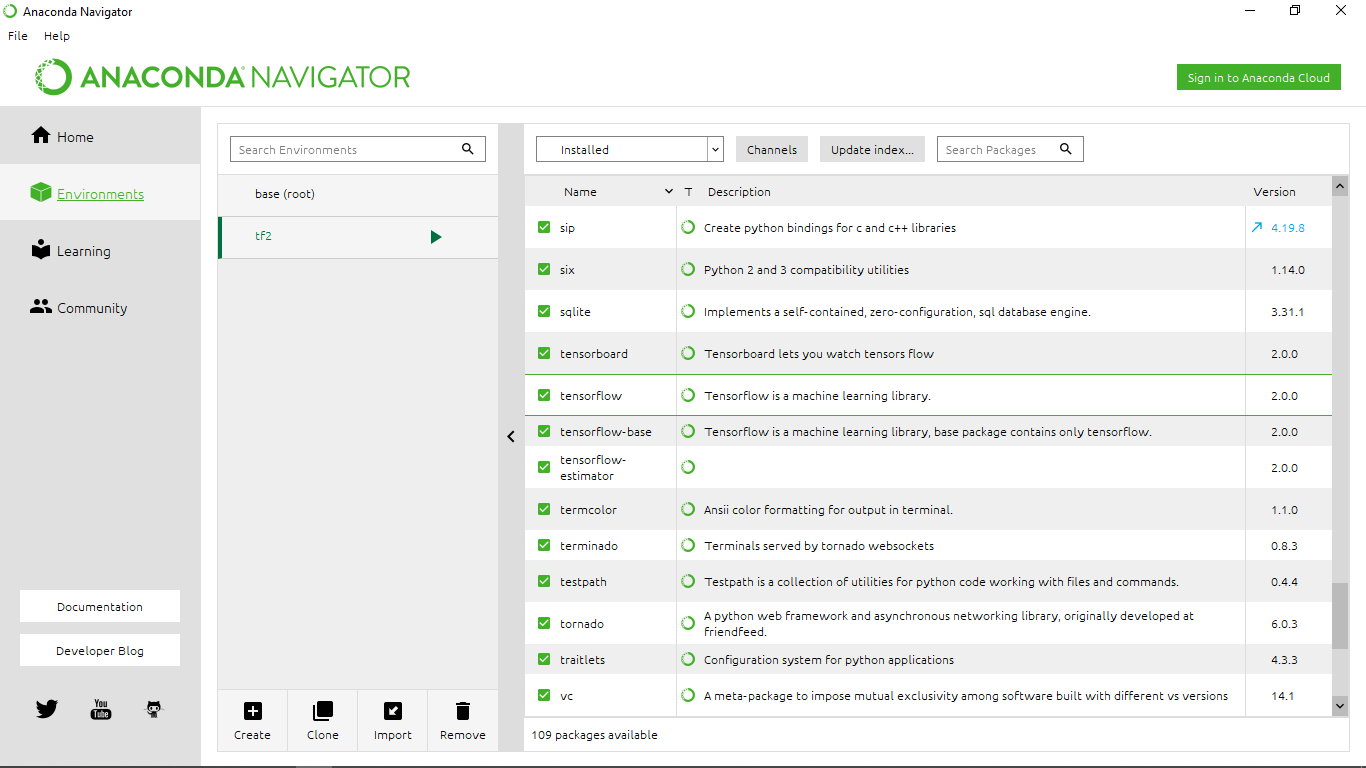 Anaconda Navigator
File Help
ANACONDA NAVIGATOR
Sign in to Anaconda Cloud
Home
Environments
Learning
Community
Documentation
Developer Blog
You
Tube
Search Environments
base (root)
tf2
Create Clone Import Remove
Installed Channels Update index... Search Packages
Name T Description Version
sip Create python bindings for c and c++ libraries 4.19.8
six Python 2 and 3 compatibility utilities 1.14.0
sqlite Implements a self-contained, zero-configuration, sql database engine. 3.31.1
tensorboard Tensorboard lets you watch tensors flow 2.0.0
tensorflow Tensorflow is a machine learning library. 2.0.0
tensorflow-base Tensorflow is a machine learning library, base package contains only tensorflow. 2.0.0
tensorflow-
estimator 2.0.0
termcolor Ansii color formatting for output in terminal. 1.1.0
terminado Terminals served by tornado websockets 0.8.3
testpath Testpath is a collection of utilities for python code working with files and commands. 0.4.4
tornado A python web framework and asynchronous networking library, originally developed at
friendfeed. 6.0.3
traitlets Configuration system for python applications 4.3.3
vc A meta-package to impose mutual exclusivity among software built with different vs versions 14.1
109 packages available